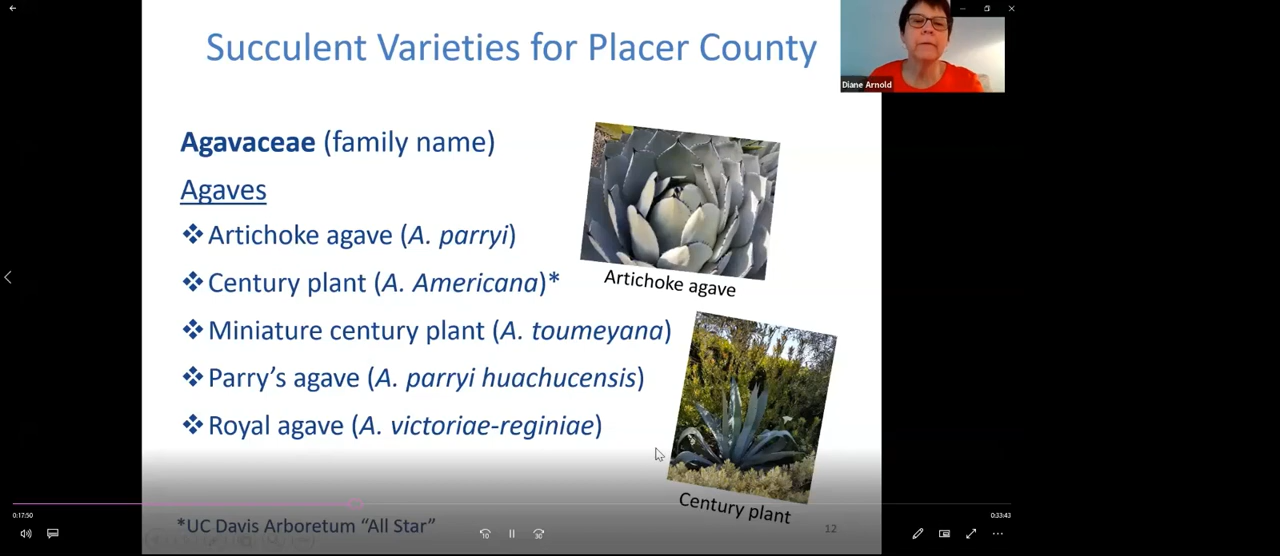 Succulent Varieties for Placer County
Diane Arnold
Agavaceae (family name)
Agaves
❖ Artichoke agave (A. parryi)
❖ Century plant (A. Americana)*
❖ Miniature century plant (A. toumeyana)
❖ Parry’s agave (A. parryi huachucensis)
❖ Royal agave (A. victoriae-reginiae)
Artichoke agave
Century plant
0:17:50
0:33:43
*UC Davis Arboretum “All Star”
10
30
12